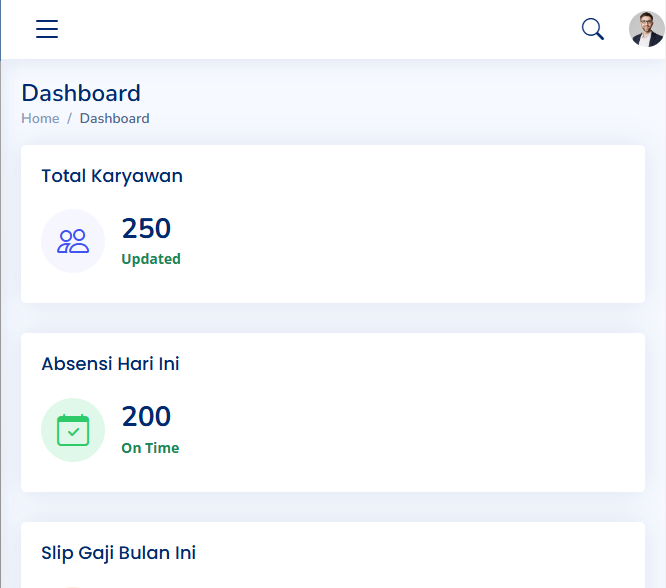 Dashboard
Home / Dashboard
Total Karyawan
250
Updated
Absensi Hari Ini
200
On Time
Slip Gaji Bulan Ini